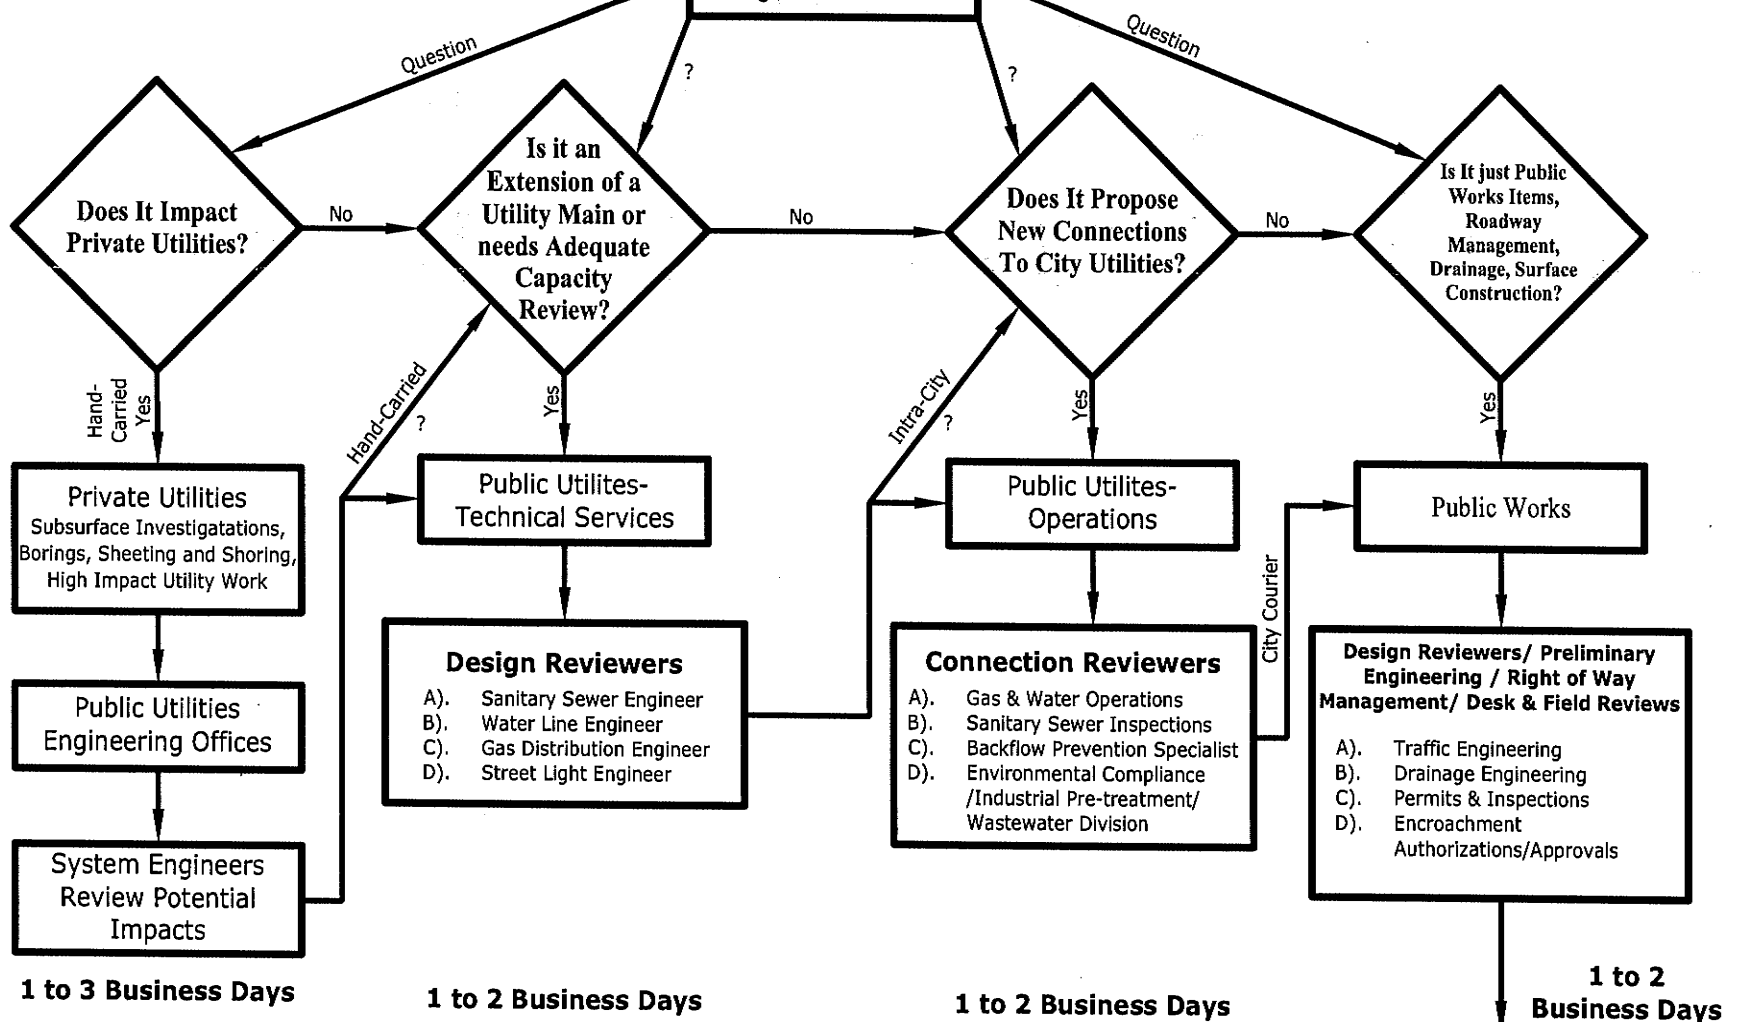 Question
?
?
Question
Does It Impact
Private Utilities?
No
Is it an
Extension of a
Utility Main or
needs Adequate
Capacity
Review?
No
Does It Propose
New Connections
To City Utilities?
No
Is It just Public
Works Items,
Roadway
Management,
Drainage, Surface
Construction?
Hand-
Carried
Yes
Hand-Carried
?
Yes
Intra-City
?
Yes
Yes
Private Utilities
Subsurface Investigatations,
Borings, Sheeting and Shoring,
High Impact Utility Work
Public Utilites-
Technical Services
Public Utilites-
Operations
City Courier
Public Works
Public Utilities
Engineering Offices
System Engineers
Review Potential
Impacts
Design Reviewers
A). Sanitary Sewer Engineer
B). Water Line Engineer
C). Gas Distribution Engineer
D). Street Light Engineer
Connection Reviewers
A). Gas & Water Operations
B). Sanitary Sewer Inspections
C). Backflow Prevention Specialist
D). Environmental Compliance
/Industrial Pre-treatment/
Wastewater Division
Design Reviewers/ Preliminary
Engineering / Right of Way
Management/ Desk & Field Reviews
A). Traffic Engineering
B). Drainage Engineering
C). Permits & Inspections
D). Encroachment
Authorizations/Approvals
1 to 3 Business Days
1 to 2 Business Days
1 to 2 Business Days
1 to 2
Business Days